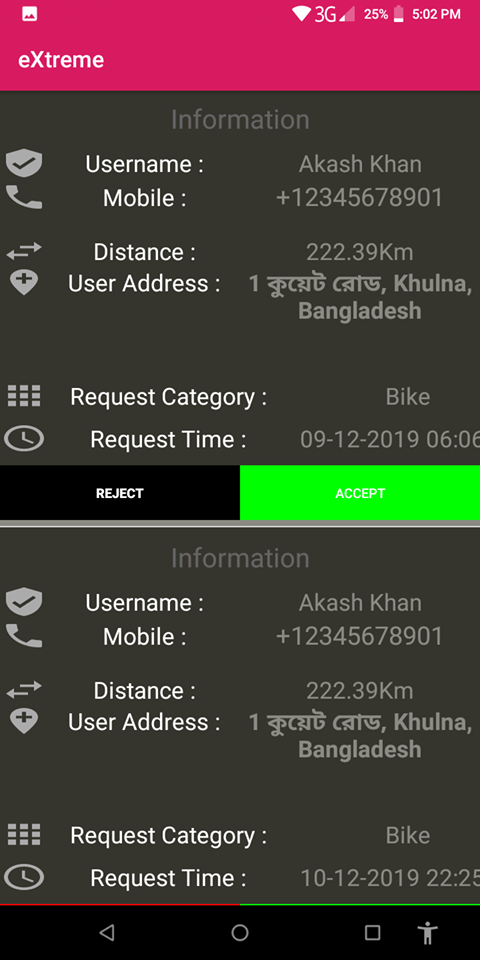 3G 25% 5:02 PM
eXtreme
Information
Username : Akash Khan
Mobile : +12345678901
Distance : 222.39Km
User Address : 1 কুয়েট রোড, Khulna,
Bangladesh
Request Category : Bike
Request Time : 09-12-2019 06:06
REJECT ACCEPT
Information
Username : Akash Khan
Mobile : +12345678901
Distance : 222.39Km
User Address : 1 কুয়েট রোড, Khulna,
Bangladesh
Request Category : Bike
Request Time : 10-12-2019 22:25